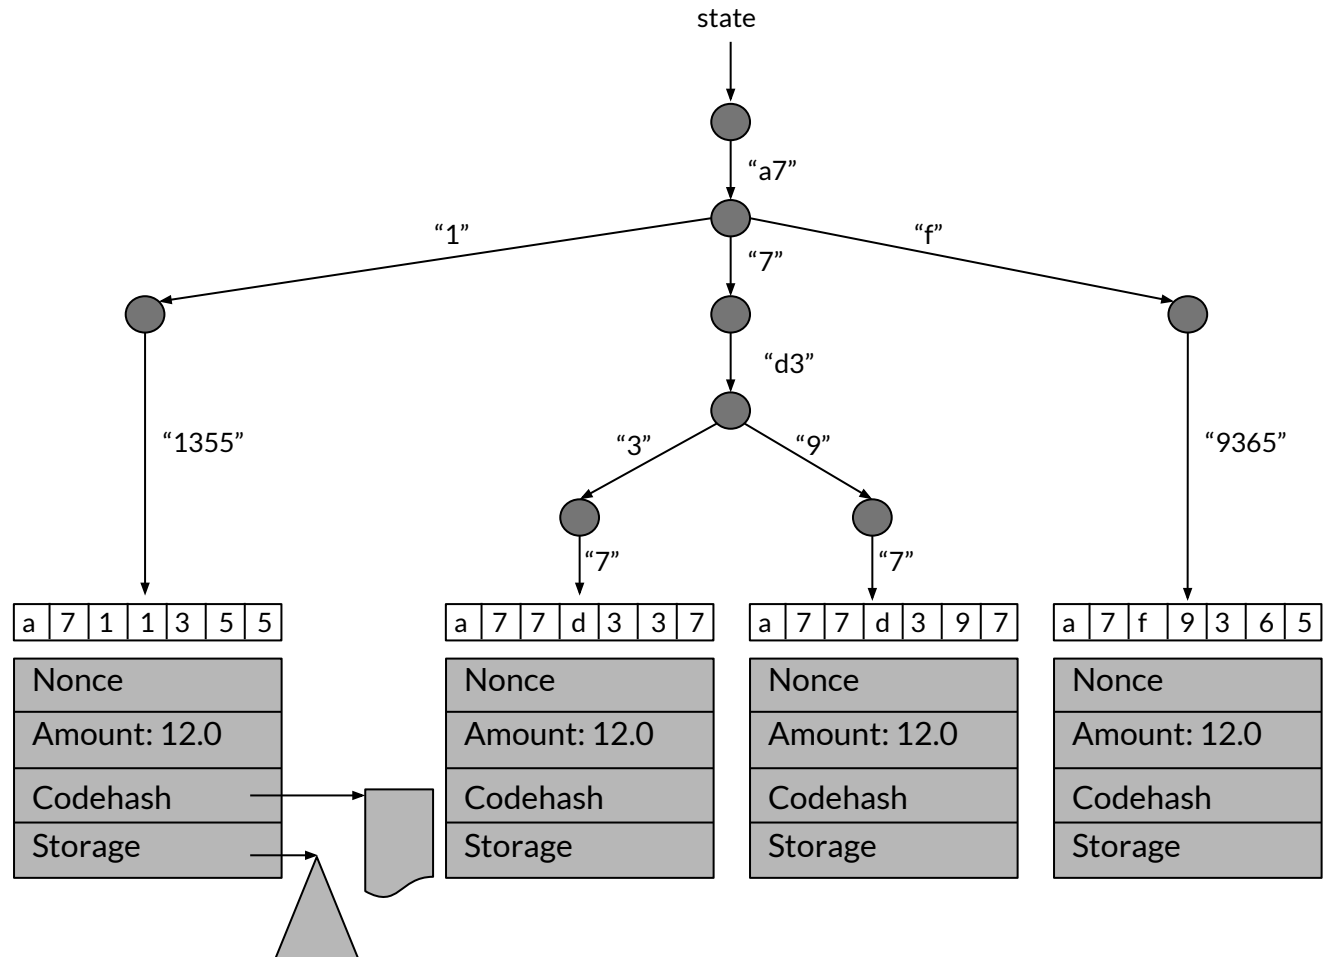 state
“a7”
“1”
“f”
“7”
“d3”
“1355”
“3”
“9”
“9365”
“7”
“7”
a 7 1 1 3 5 5
a 7 7 d 3 3 7
a 7 7 d 3 9 7
a 7 f 9 3 6 5
Nonce
Amount: 12.0
Codehash
Storage
Nonce
Amount: 12.0
Codehash
Storage
Nonce
Amount: 12.0
Codehash
Storage
Nonce
Amount: 12.0
Codehash
Storage